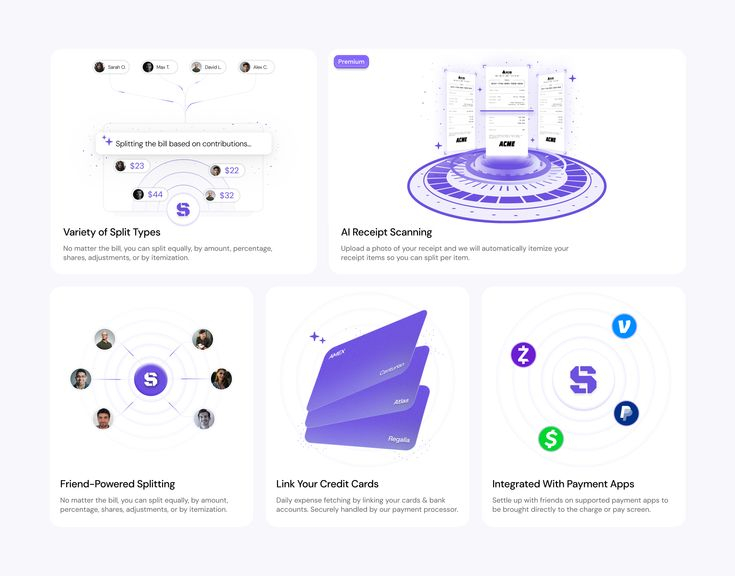 Sarah O.
Max T.
David L.
Alex C.
Splitting the bill based on contributions...
$23
$22
$44
$32
S
Variety of Split Types
No matter the bill, you can split equally, by amount, percentage,
shares, adjustments, or by itemization.
Premium
ACME
AI Receipt Scanning
Upload a photo of your receipt and we will automatically itemize your
receipt items so you can split per item.
S
Friend-Powered Splitting
No matter the bill, you can split equally, by amount,
percentage, shares, adjustments, or by itemization.
AMEX
Centurion
Atlas
Regalia
Link Your Credit Cards
Daily expense fetching by linking your cards & bank
accounts. Securely handled by our payment processor.
S
Integrated With Payment Apps
Settle up with friends on supported payment apps to
be brought directly to the charge or pay screen.